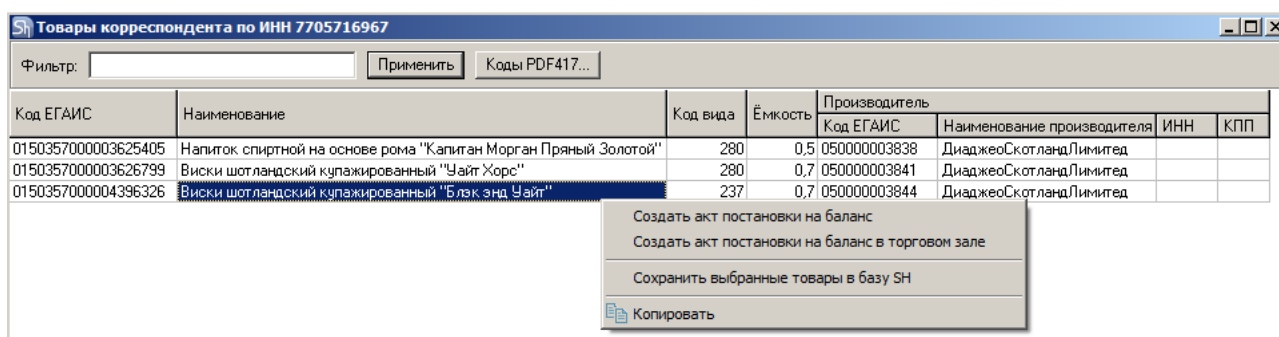 Sh Товары корреспондента по ИНН 7705716967
Фильтр: Применить Коды PDF417...
Код ЕГАИС Наименование Код вида Ёмкость Производитель
Код ЕГАИС Наименование производителя ИНН КПП
0150357000003625405 Напиток спиртной на основе рома "Капитан Морган Пряный Золотой" 280 0,5 050000003838 ДиаджеоСкотландЛимитед
0150357000003626799 Виски шотландский купажированный "Уайт Хорс" 280 0,7 050000003841 ДиаджеоСкотландЛимитед
0150357000004396326 Виски шотландский купажированный "Блэк энд Уайт" 237 0,7 050000003844 ДиаджеоСкотландЛимитед
Создать акт постановки на баланс
Создать акт постановки на баланс в торговом зале
Сохранить выбранные товары в базу SH
Копировать